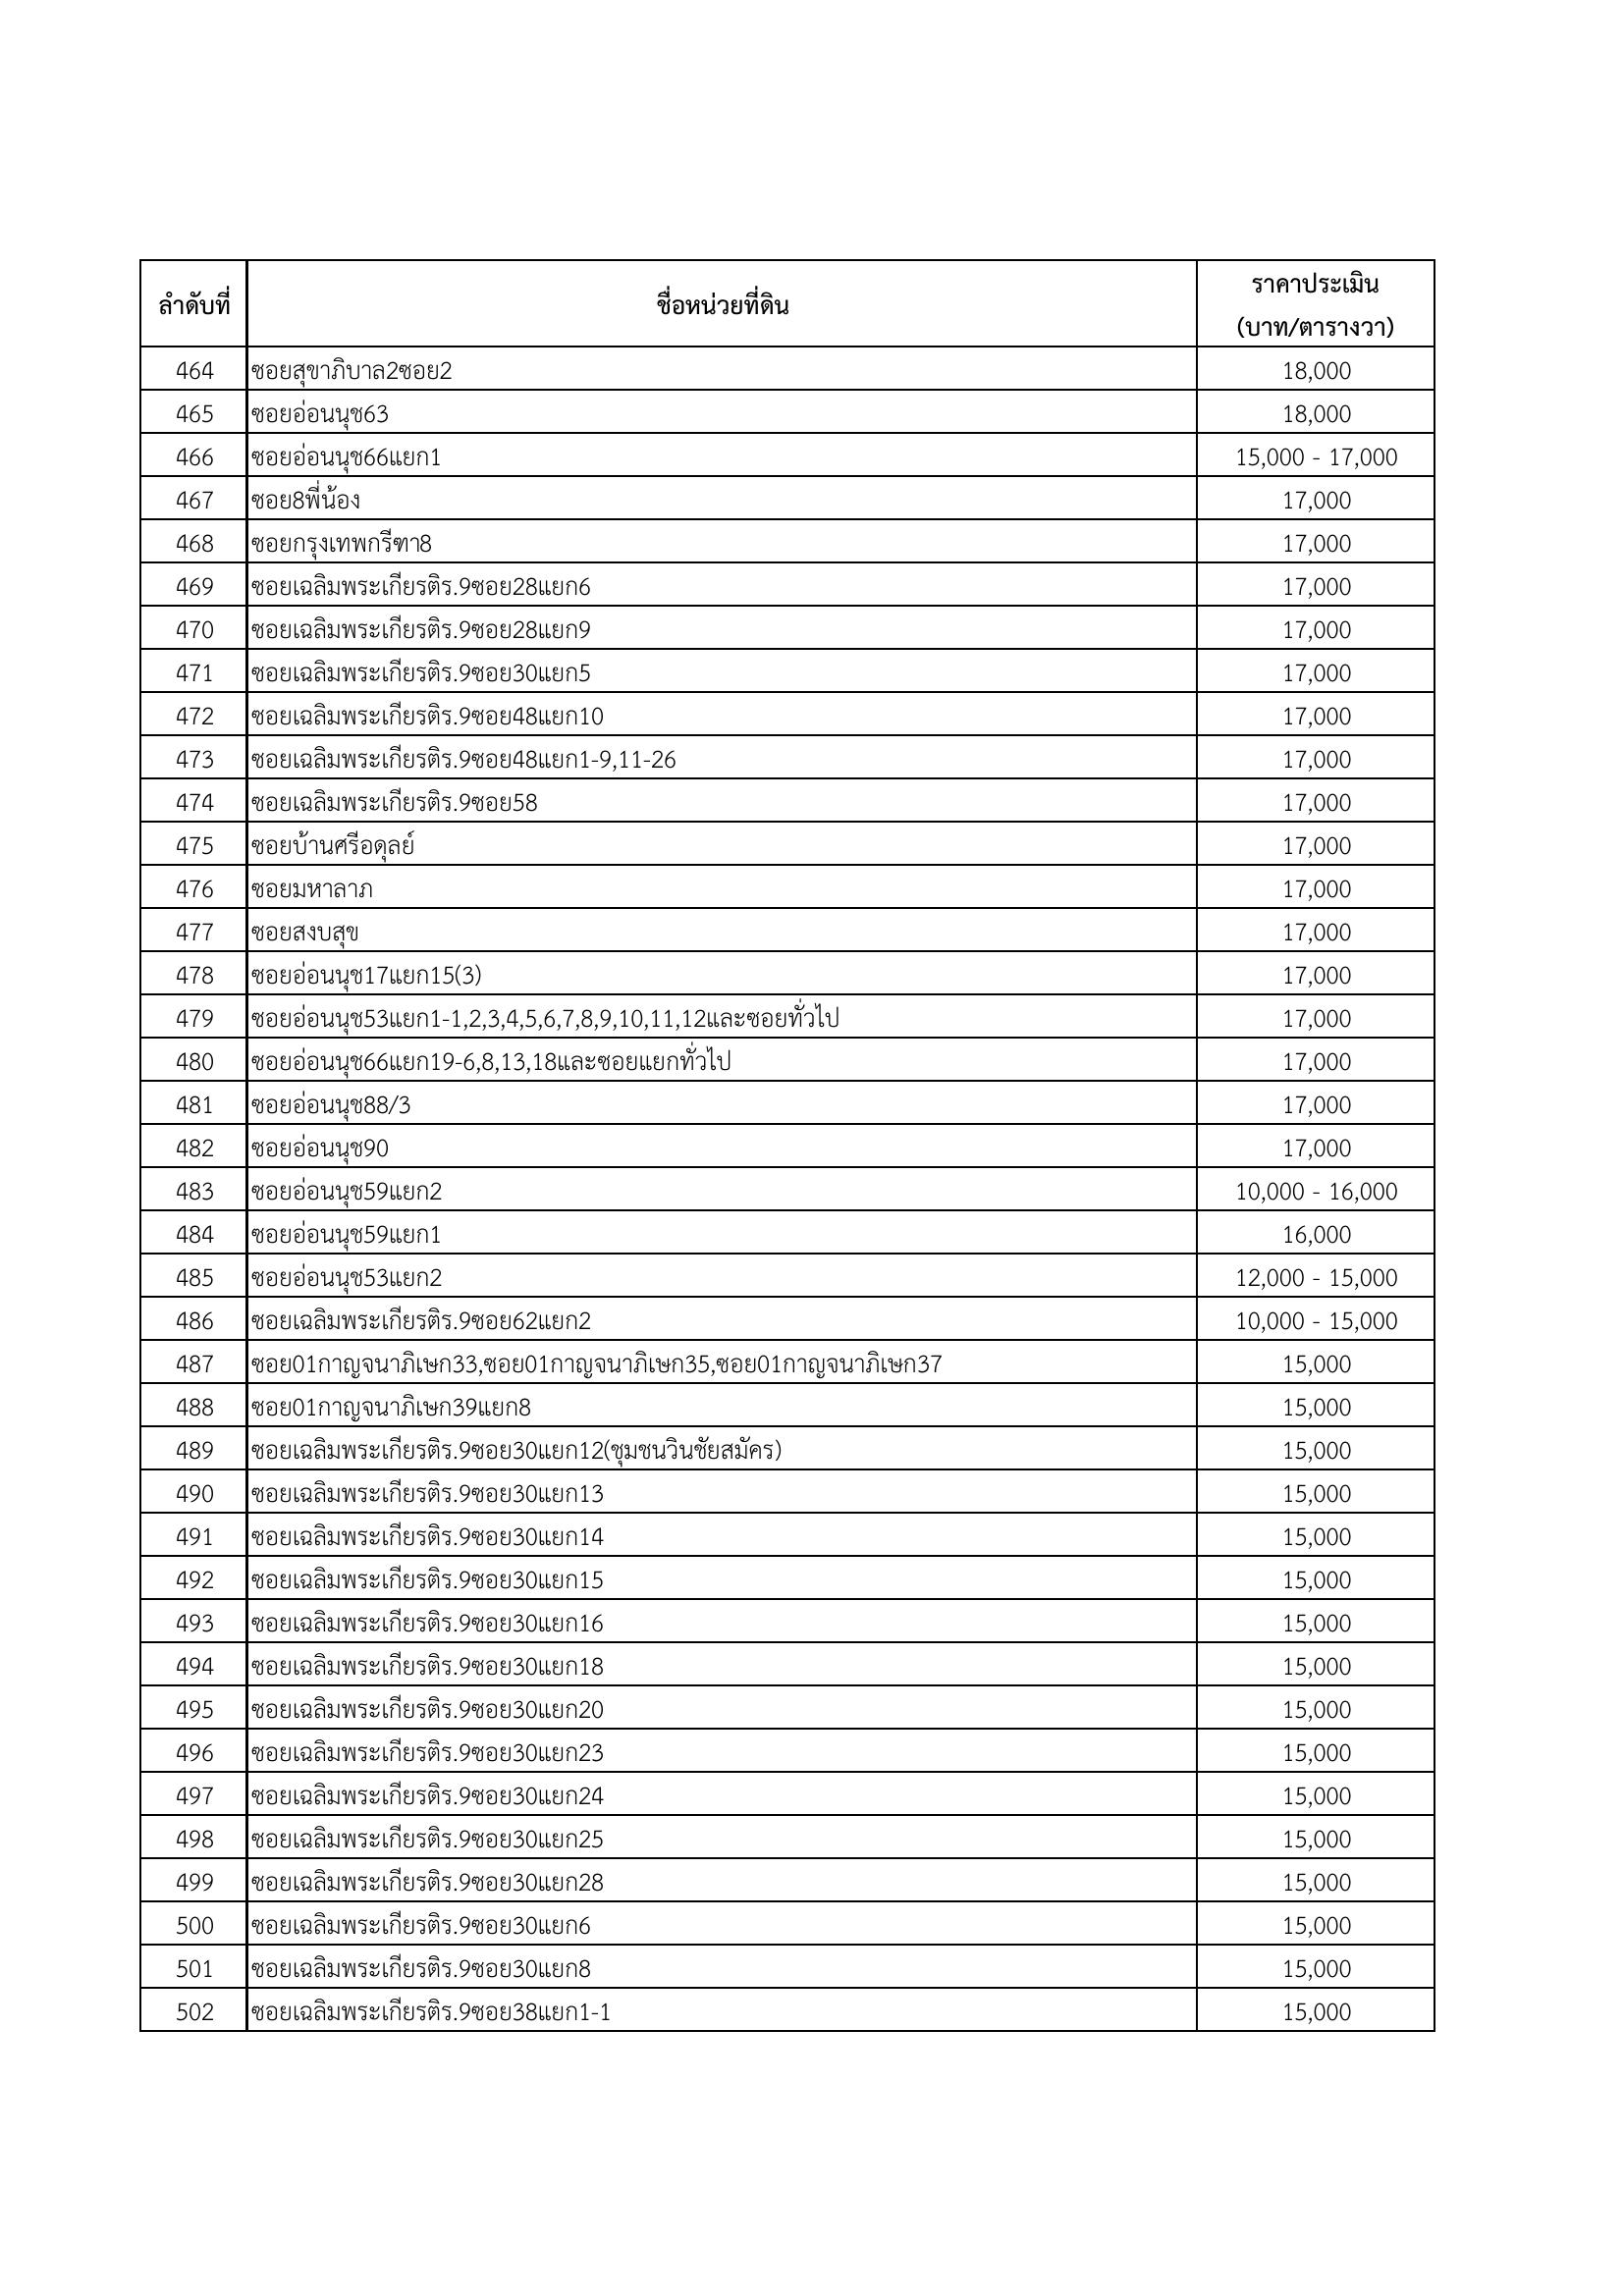 ลำดับที่ ชื่อหน่วยที่ดิน ราคาประเมิน
(บาท/ตารางวา)
464 ซอยสุขาภิบาล2ซอย2 18,000
465 ซอยอ่อนนุช63 18,000
466 ซอยอ่อนนุช66แยก1 15,000 - 17,000
467 ซอย8พี่น้อง 17,000
468 ซอยกรุงเทพกรีฑา8 17,000
469 ซอยเฉลิมพระเกียรติร.9ซอย28แยก6 17,000
470 ซอยเฉลิมพระเกียรติร.9ซอย28แยก9 17,000
471 ซอยเฉลิมพระเกียรติร.9ซอย30แยก5 17,000
472 ซอยเฉลิมพระเกียรติร.9ซอย48แยก10 17,000
473 ซอยเฉลิมพระเกียรติร.9ซอย48แยก1-9,11-26 17,000
474 ซอยเฉลิมพระเกียรติร.9ซอย58 17,000
475 ซอยบ้านศรีอดุลย์ 17,000
476 ซอยมหาลาภ 17,000
477 ซอยสงบสุข 17,000
478 ซอยอ่อนนุช17แยก15(3) 17,000
479 ซอยอ่อนนุช53แยก1-1,2,3,4,5,6,7,8,9,10,11,12และซอยทั่วไป 17,000
480 ซอยอ่อนนุช66แยก19-6,8,13,18และซอยแยกทั่วไป 17,000
481 ซอยอ่อนนุช88/3 17,000
482 ซอยอ่อนนุช90 17,000
483 ซอยอ่อนนุช59แยก2 10,000 - 16,000
484 ซอยอ่อนนุช59แยก1 16,000
485 ซอยอ่อนนุช53แยก2 12,000 - 15,000
486 ซอยเฉลิมพระเกียรติร.9ซอย62แยก2 10,000 - 15,000
487 ซอย01กาญจนาภิเษก33,ซอย01กาญจนาภิเษก35,ซอย01กาญจนาภิเษก37 15,000
488 ซอย01กาญจนาภิเษก39แยก8 15,000
489 ซอยเฉลิมพระเกียรติร.9ซอย30แยก12(ชุมชนวินชัยสมัคร) 15,000
490 ซอยเฉลิมพระเกียรติร.9ซอย30แยก13 15,000
491 ซอยเฉลิมพระเกียรติร.9ซอย30แยก14 15,000
492 ซอยเฉลิมพระเกียรติร.9ซอย30แยก15 15,000
493 ซอยเฉลิมพระเกียรติร.9ซอย30แยก16 15,000
494 ซอยเฉลิมพระเกียรติร.9ซอย30แยก18 15,000
495 ซอยเฉลิมพระเกียรติร.9ซอย30แยก20 15,000
496 ซอยเฉลิมพระเกียรติร.9ซอย30แยก23 15,000
497 ซอยเฉลิมพระเกียรติร.9ซอย30แยก24 15,000
498 ซอยเฉลิมพระเกียรติร.9ซอย30แยก25 15,000
499 ซอยเฉลิมพระเกียรติร.9ซอย30แยก28 15,000
500 ซอยเฉลิมพระเกียรติร.9ซอย30แยก6 15,000
501 ซอยเฉลิมพระเกียรติร.9ซอย30แยก8 15,000
502 ซอยเฉลิมพระเกียรติร.9ซอย38แยก1-1 15,000